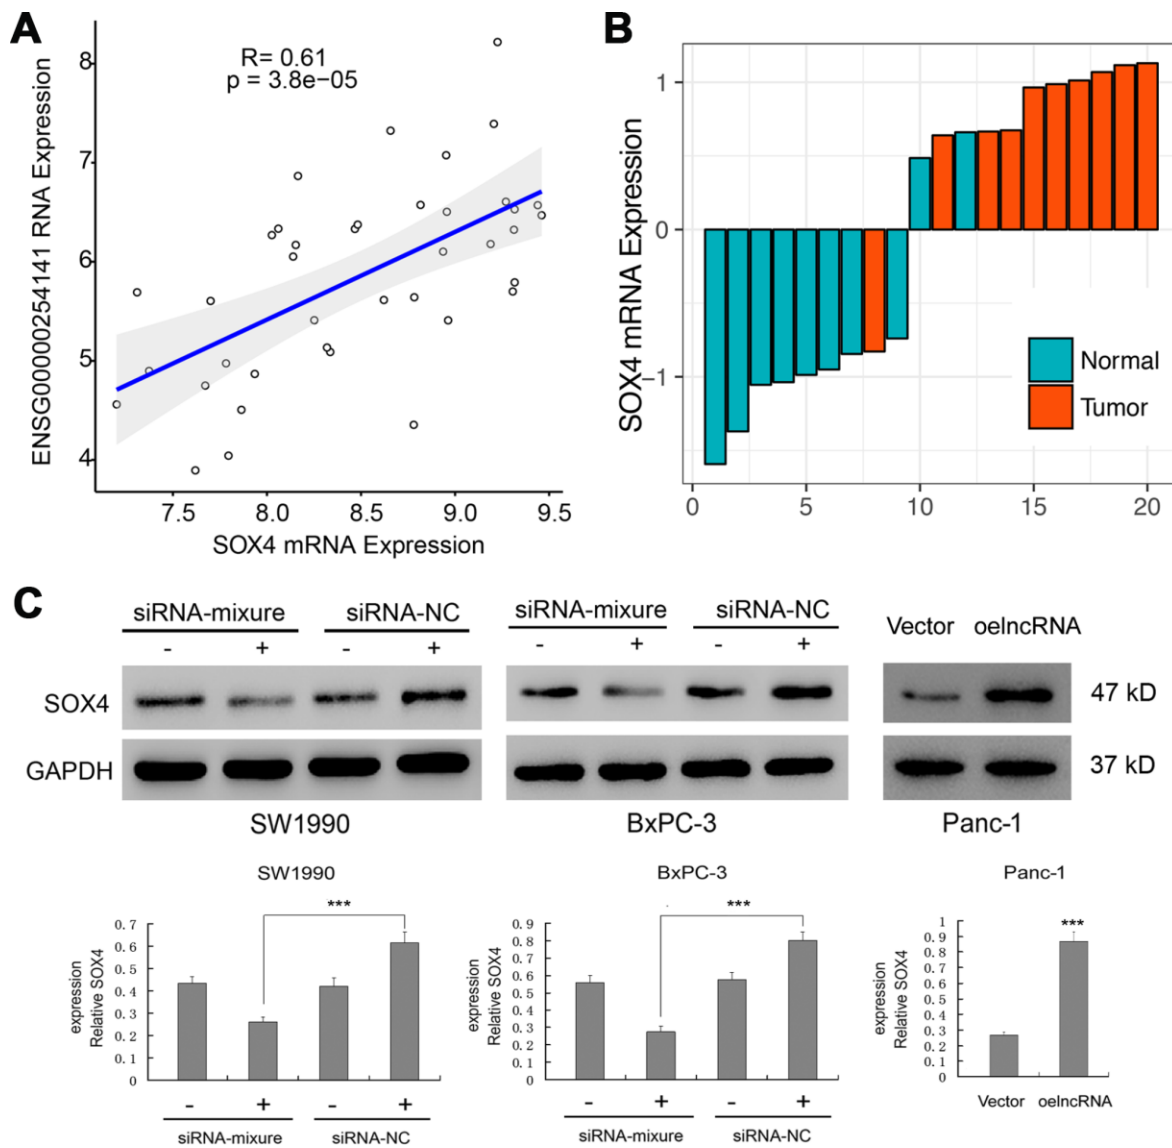 A
R= 0.61
p = 3.8e−05
ENSG00000254141 RNA Expression
8
7
6
5
4
7.5 8.0 8.5 9.0 9.5
SOX4 mRNA Expression
B
SOX4 mRNA Expression
1
0
−1
Normal
Tumor
0 5 10 15 20
C
siRNA-mixure siRNA-NC
- + - +
siRNA-mixure siRNA-NC
- + - +
Vector oelncRNA
SOX4
47 kD
GAPDH
37 kD
SW1990
BxPC-3
Panc-1
SW1990
***
expression
Relative SOX4
0.7
0.6
0.5
0.4
0.3
0.2
0.1
0
- + - +
siRNA-mixure siRNA-NC
BxPC-3
***
expression
Relative SOX4
0.9
0.8
0.7
0.6
0.5
0.4
0.3
0.2
0.1
0
- + - +
siRNA-mixure siRNA-NC
Panc-1
***
expression
Relative SOX4
1
0.9
0.8
0.7
0.6
0.5
0.4
0.3
0.2
0.1
0
Vector oelncRNA